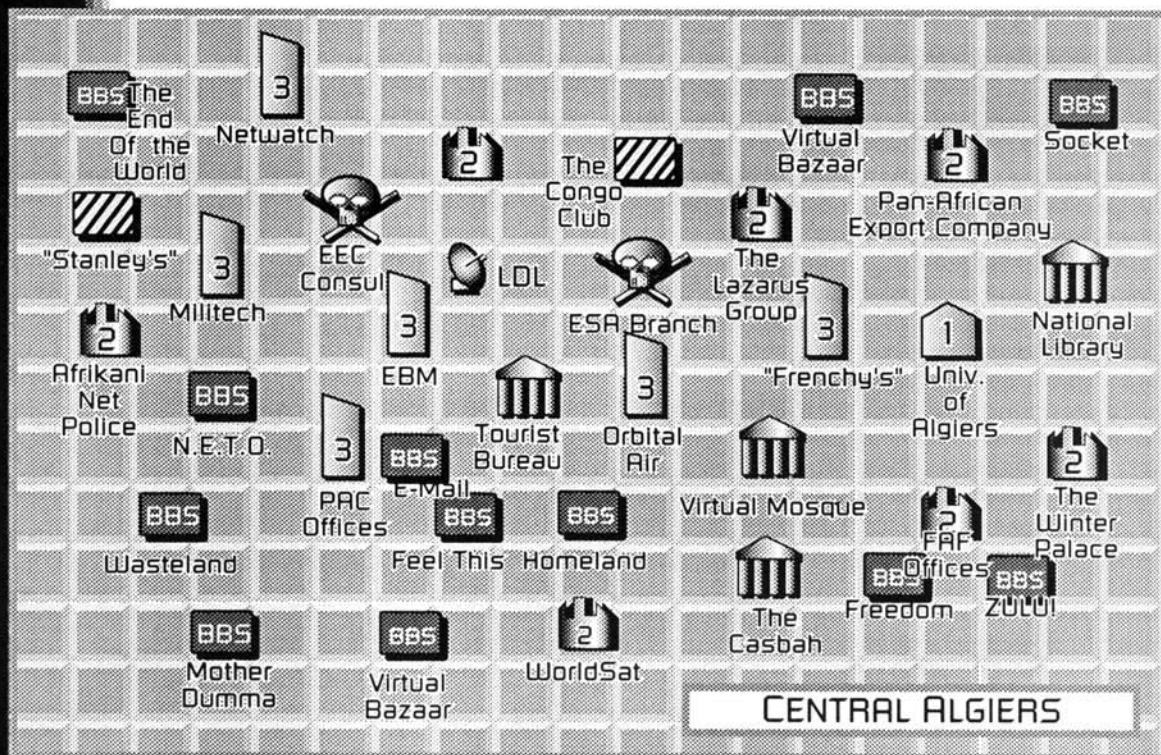 BBS
The
End
Of the
World
3
Netwatch
2
The
Congo
Club
BBS
Virtual
Bazaar
2
Pan-African
Export Company
BBS
Socket
"Stanley's"
3
Militech
EEC
Consul
LDL
ESA Branch
2
The
Lazarus
Group
3
"Frenchy's"
1
Univ.
of
Algiers
National
Library
2
Afrikani
Net
Police
BBS
N.E.T.O.
3
EBM
3
PAC
Offices
BBS
E-Mail
Tourist
Bureau
3
Orbital
Air
Virtual Mosque
2
The
Winter
Palace
BBS
Wasteland
BBS
Feel This
BBS
Homeland
2
FAF
Offices
BBS
Freedom
BBS
ZULU!
The
Casbah
BBS
Mother
Dumma
BBS
Virtual
Bazaar
2
WorldSat
CENTRAL ALGIERS